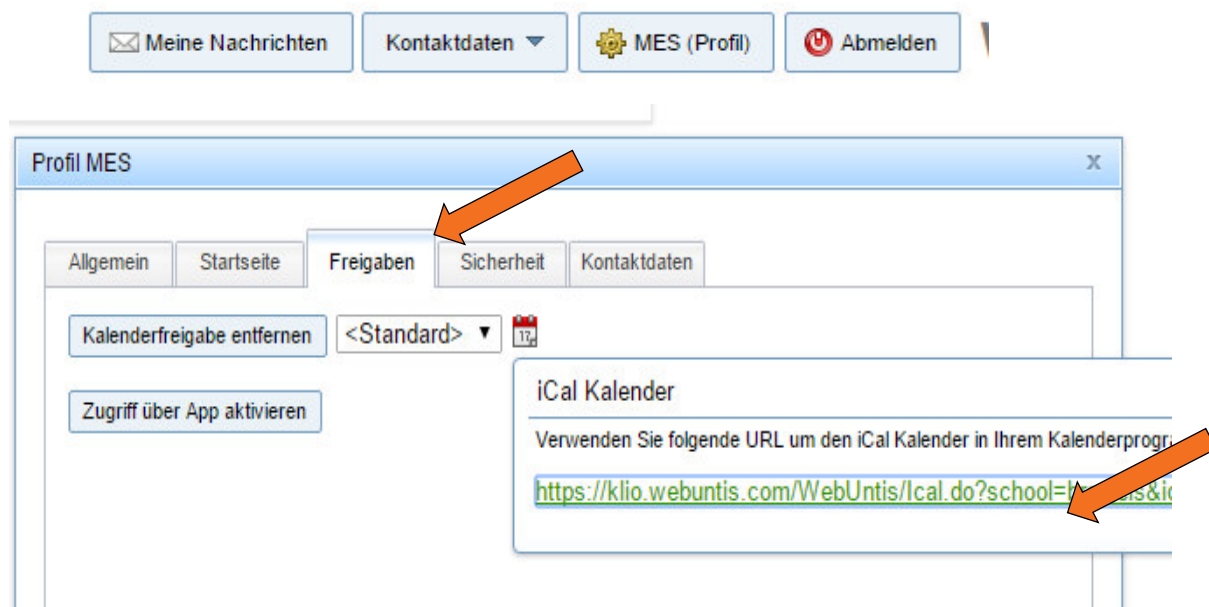 Meine Nachrichten Kontaktdaten MES (Profil) Abmelden
Profil MES x
Allgemein Startseite Freigaben Sicherheit Kontaktdaten
Kalenderfreigabe entfernen <Standard> 17
iCal Kalender
Zugriff über App aktivieren
Verwenden Sie folgende URL um den iCal Kalender in Ihrem
https://klio.webuntis.com/WebUntis/Ical.do?school=